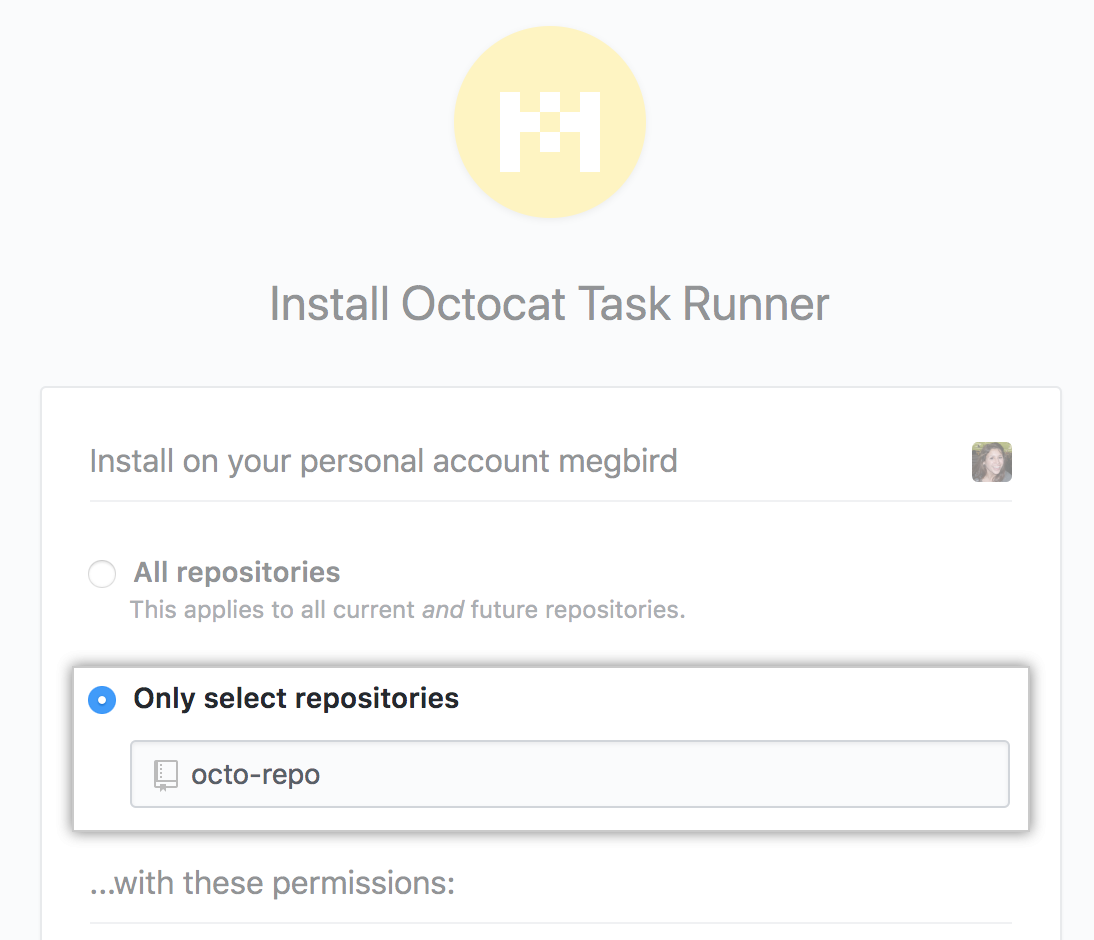 Install Octocat Task Runner
Install on your personal account megbird
All repositories
This applies to all current and future repositories.
Only select repositories
octo-repo
...with these permissions: